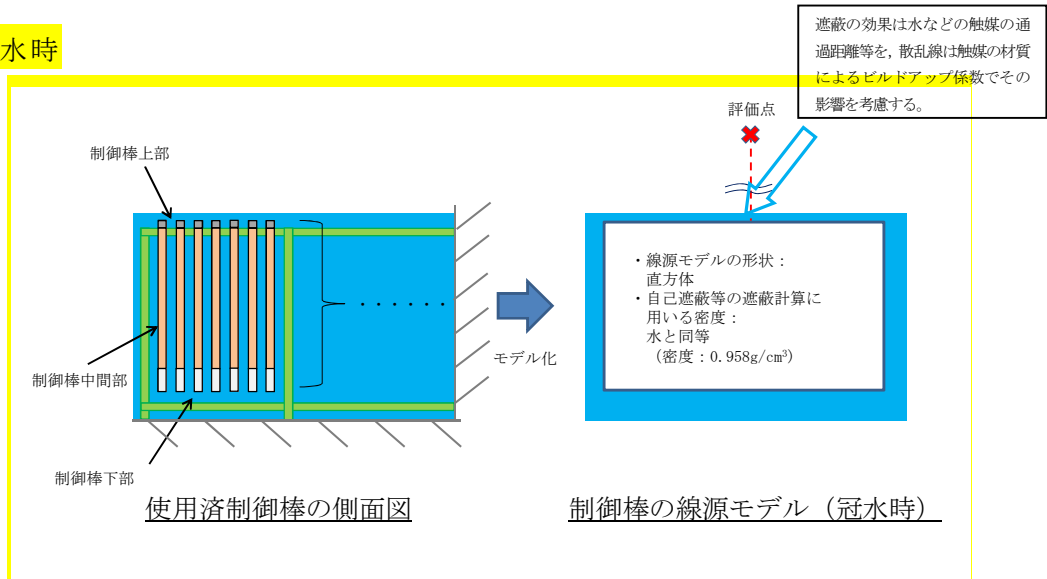 水時
遮蔽の効果は水などの触媒の通
過距離等を，散乱線は触媒の材質
によるビルドアップ係数でその
影響を考慮する。
評価点
制御棒上部
・線源モデルの形状：
直方体
・自己遮蔽等の遮蔽計算に
用いる密度：
水と同等
（密度：0.958g/cm³）
・・・・・・
モデル化
制御棒中間部
制御棒下部
使用済制御棒の側面図
制御棒の線源モデル（冠水時）